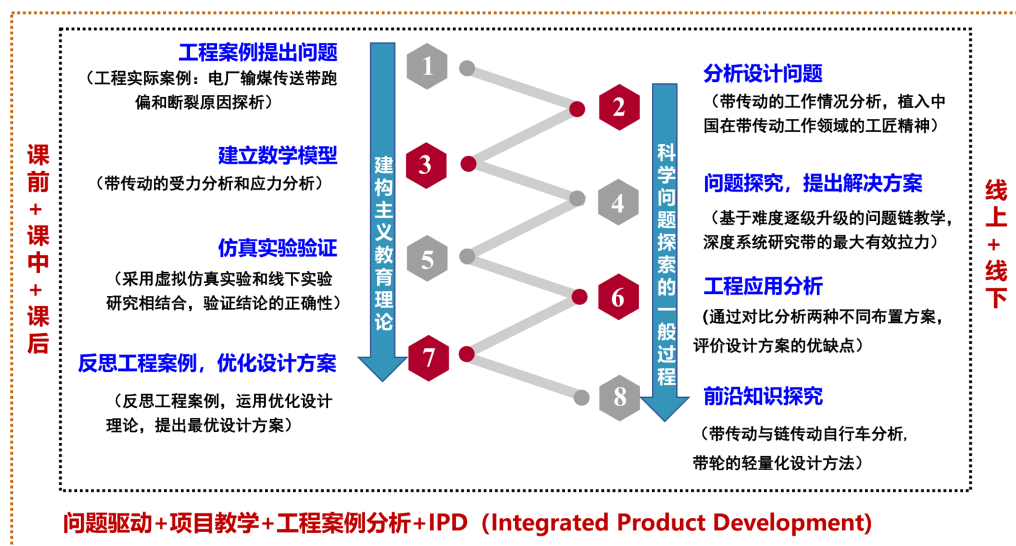 课前+课中+课后
工程案例提出问题
(工程实际案例：电厂输煤传送带跑
偏和断裂原因探析）
1
2
分析设计问题
（带传动的工作情况分析，植入中
国在带传动工作领域的工匠精神）
建立数学模型
（带传动的受力分析和应力分析）
3
4
问题探究，提出解决方案
（基于难度逐级升级的问题链教学，
深度系统研究带的最大有效拉力）
仿真实验验证
（采用虚拟仿真实验和线下实验
研究相结合，验证结论的正确性）
5
6
工程应用分析
(通过对比分析两种不同布置方案，
评价设计方案的优缺点）
反思工程案例，优化设计方案
（反思工程案例，运用优化设计
理论，提出最优设计方案）
7
8
前沿知识探究
（带传动与链传动自行车分析,
带轮的轻量化设计方法）
建构主义教育理论
科学问题探索的一般过程
线上+线下
问题驱动+项目教学+工程案例分析+IPD（Integrated Product Development)